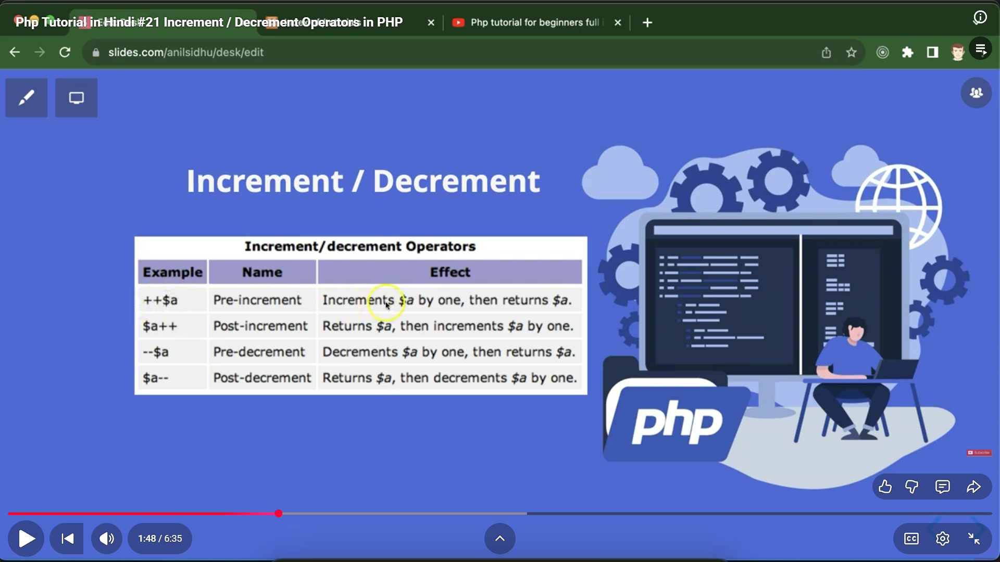 Php Tutorial in Hindi #21 Increment / Decrement Operators in PHP
Php tutorial for beginners full
slides.com/anilsidhu/desk/edit
Increment / Decrement
Increment/decrement Operators
Example Name Effect
++$a Pre-increment Increments $a by one, then returns $a.
$a++ Post-increment Returns $a, then increments $a by one.
--$a Pre-decrement Decrements $a by one, then returns $a.
$a-- Post-decrement Returns $a, then decrements $a by one.
php
Subscribe
1:48 / 6:35
CC